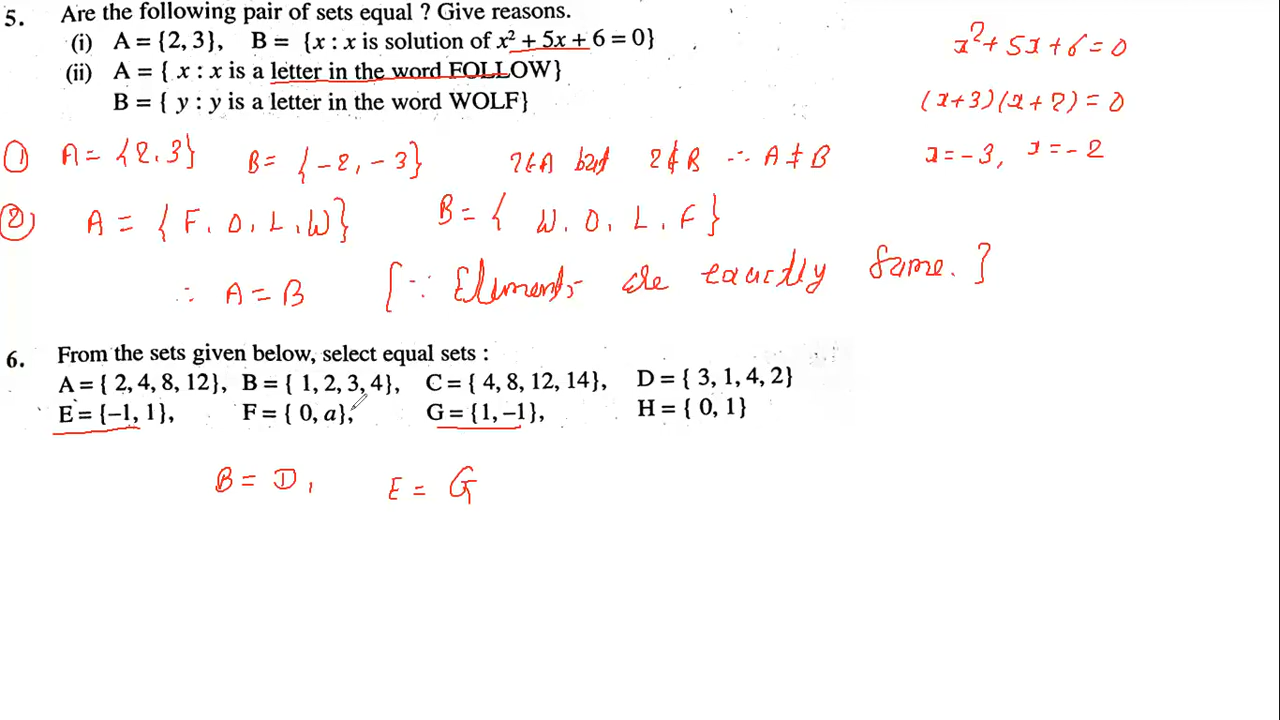 5. Are the following pair of sets equal ? Give reasons.
(i) A = {2, 3}, B = {x : x is solution of x² + 5x + 6 = 0}
(ii) A = { x : x is a letter in the word FOLLOW}
B = { y : y is a letter in the word WOLF}
x² + 5x + 6 = 0
(x+3)(x+2) = 0
x = -3, x = -2
① A = {2, 3} B = {-2, -3} 2∈A but 2∉B ∴ A ≠ B
② A = { F, O, L, W} B = { W, O, L, F }
∴ A = B [∵ Elements are exactly same. ]
6. From the sets given below, select equal sets :
A = { 2, 4, 8, 12}, B = { 1, 2, 3, 4}, C = { 4, 8, 12, 14}, D = { 3, 1, 4, 2}
E = {–1, 1}, F = { 0, a}, G = {1, –1}, H = { 0, 1}
B = D, E = G